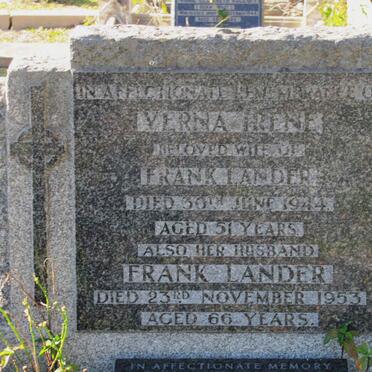 IN AFFECTIONATE REMEMBRANCE O
VERNA IRENE
BELOVED WIFE OF
FRANK LANDER
DIED 30TH JUNE 1944
AGED 51 YEARS.
ALSO HER HUSBAND
FRANK LANDER
DIED 23RD NOVEMBER 1953
AGED 66 YEARS.
IN AFFECTIONATE MEMORY